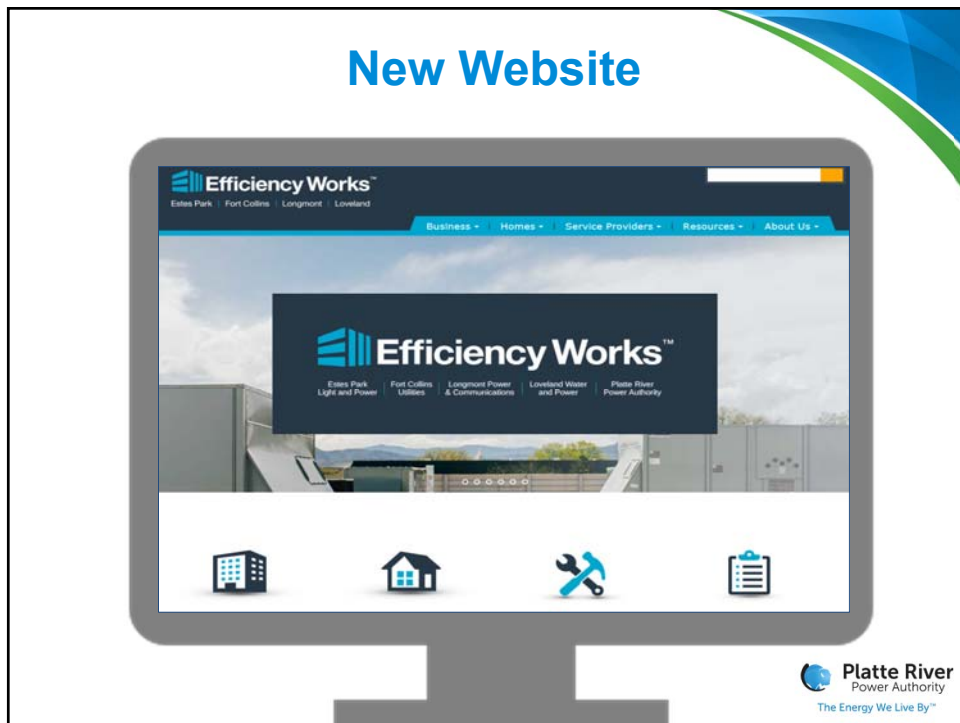 New Website
Efficiency Works™
Estes Park | Fort Collins | Longmont | Loveland
Business Homes Service Providers Resources About Us
Efficiency Works™
Estes Park Light and Power | Fort Collins Utilities | Longmont Power & Communications | Loveland Water and Power | Platte River Power Authority
Platte River
Power Authority
The Energy We Live By™